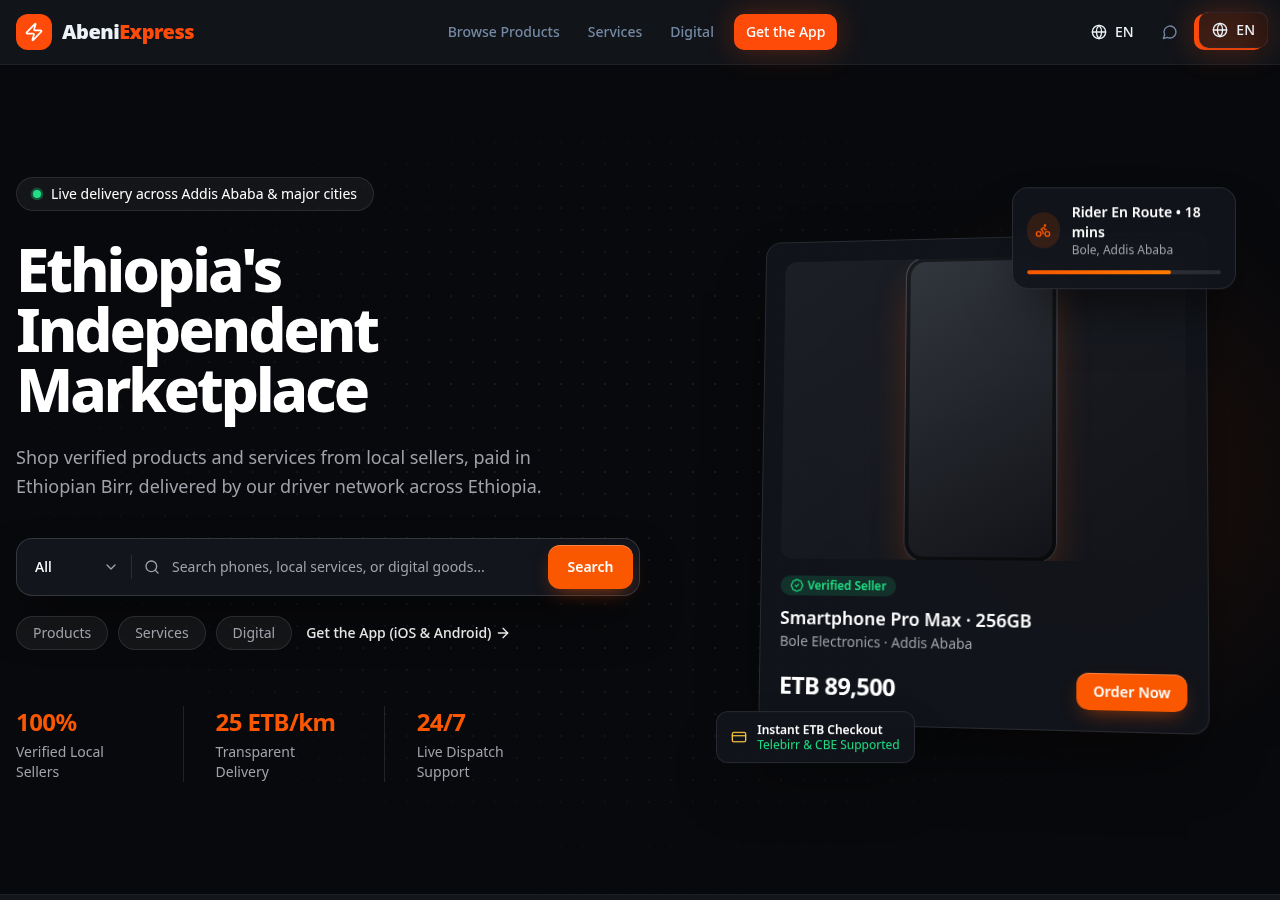 AbeniExpress
Browse Products
Services
Digital
Get the App
EN
EN
Live delivery across Addis Ababa & major cities
Ethiopia's
Independent
Marketplace
Shop verified products and services from local sellers, paid in
Ethiopian Birr, delivered by our driver network across Ethiopia.
All
Search phones, local services, or digital goods...
Search
Products
Services
Digital
Get the App (iOS & Android) →
100%
Verified Local
Sellers
25 ETB/km
Transparent
Delivery
24/7
Live Dispatch
Support
Rider En Route • 18
mins
Bole, Addis Ababa
Verified Seller
Smartphone Pro Max · 256GB
Bole Electronics · Addis Ababa
ETB 89,500
Order Now
Instant ETB Checkout
Telebirr & CBE Supported